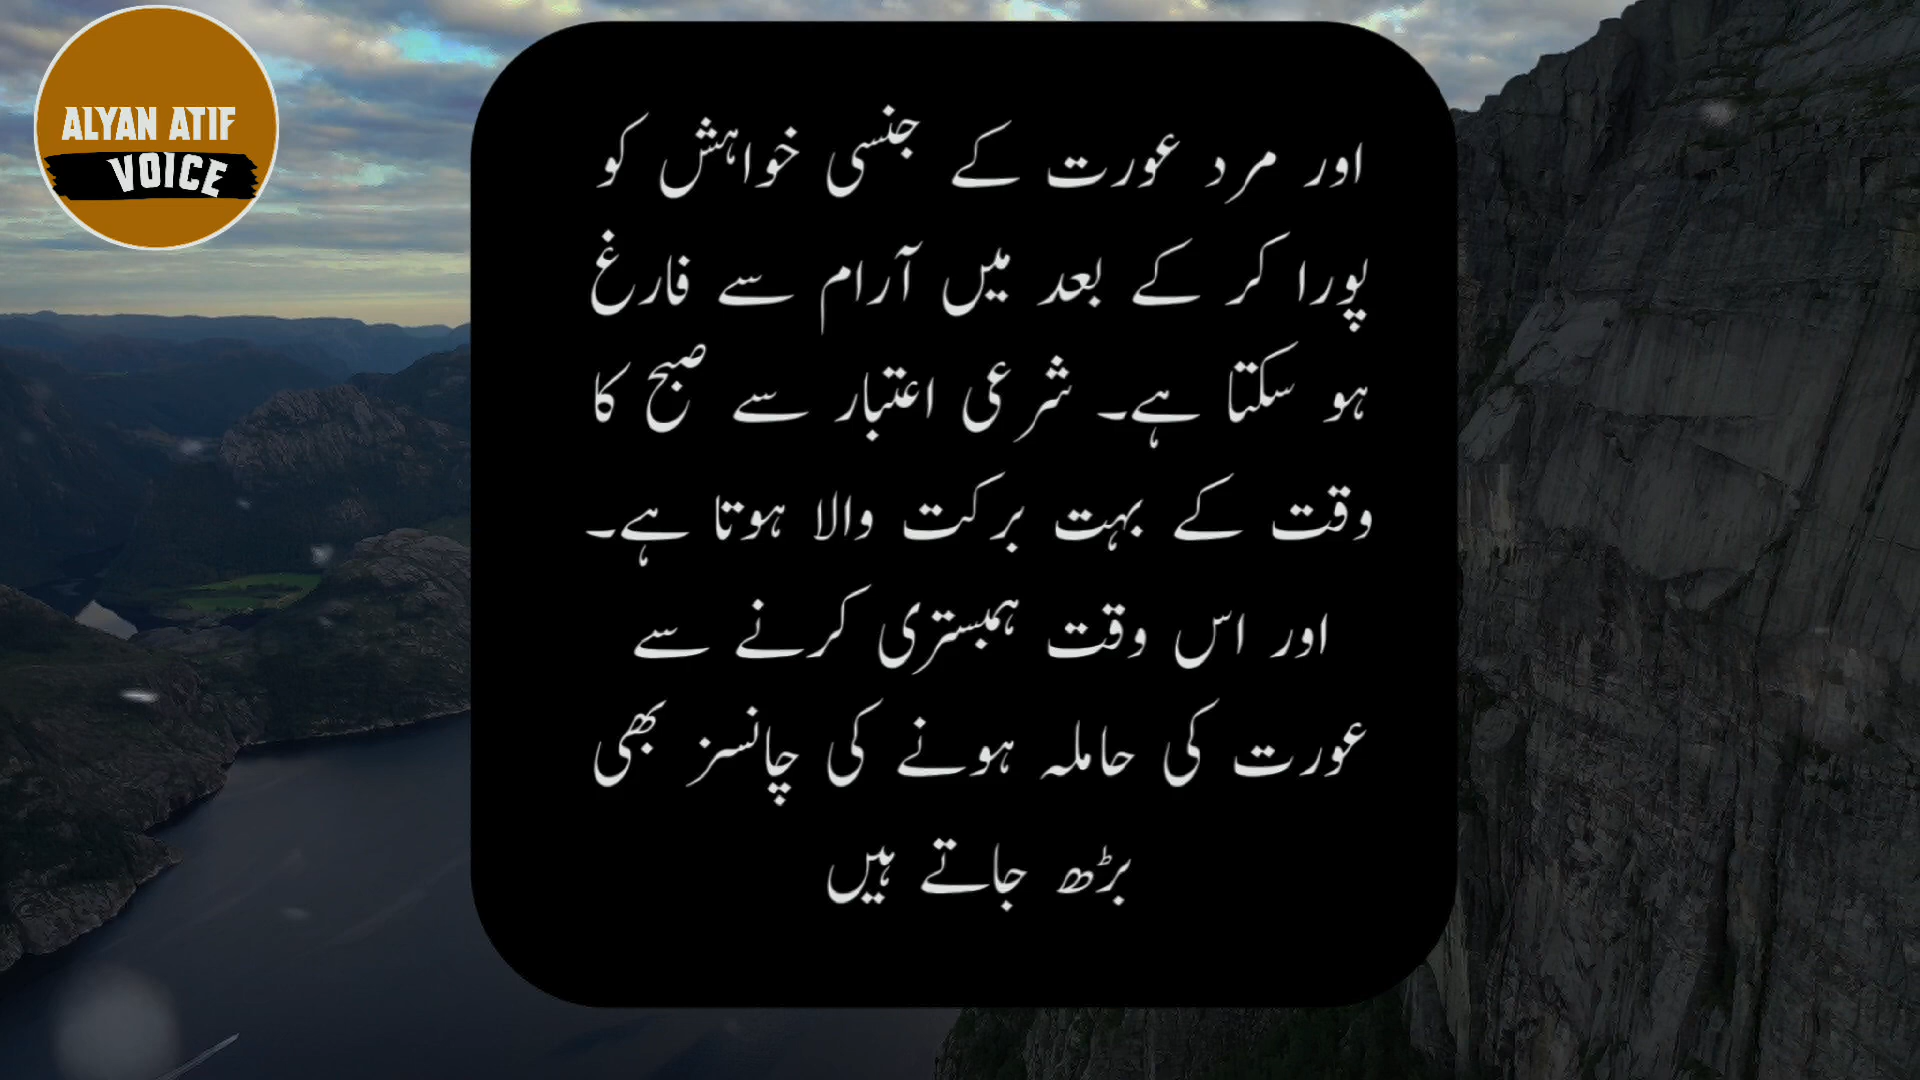 ALYAN ATIF
VOICE
اور مرد عورت کے جنسی خواہش کو
پورا کر کے بعد میں آرام سے فارغ
ہو سکتا ہے۔ شرعی اعتبار سے صبح کا
وقت کے بہت برکت والا ہوتا ہے۔
اور اس وقت ہمبستری کرنے سے
عورت کی حاملہ ہونے کی چانسز بھی
بڑھ جاتے ہیں